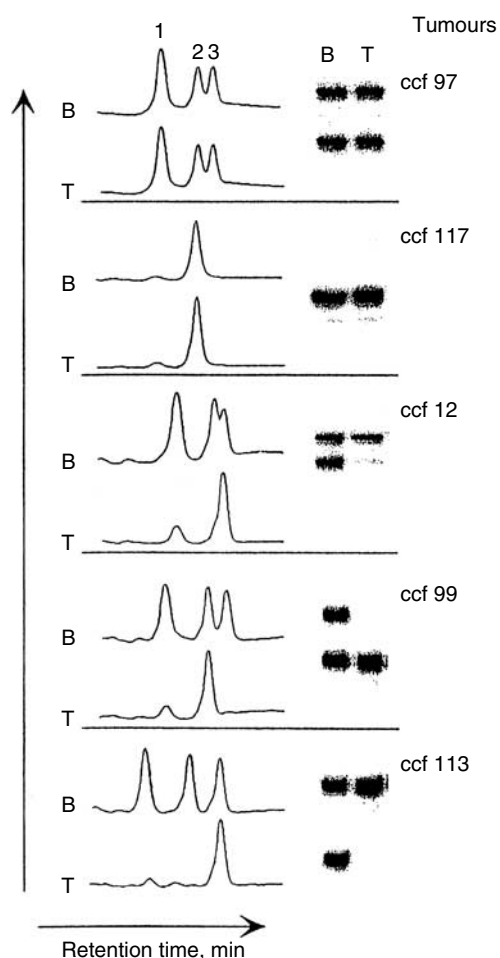 Tumours
1
2 3
B T
ccf 97
B
T
ccf 117
B
T
ccf 12
B
T
ccf 99
B
T
ccf 113
B
T
Retention time, min